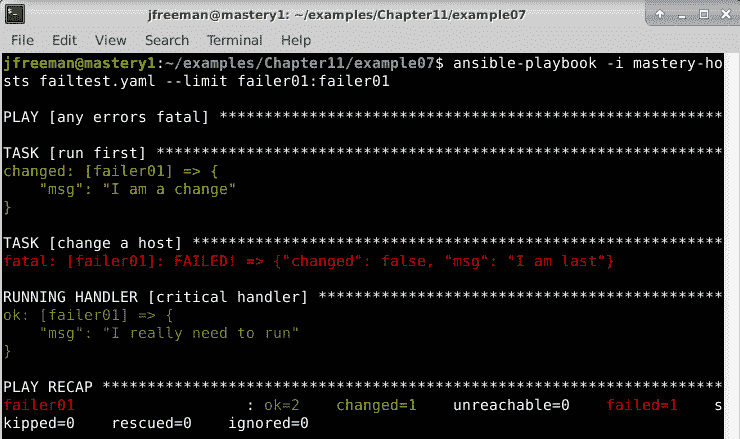 jfreeman@mastery1: ~/examples/Chapter11/example07
File Edit View Search Terminal Help
jfreeman@mastery1:~/examples/Chapter11/example07$ ansible-playbook -i mastery-ho
sts failtest.yaml --limit failer01:failer01
PLAY [any errors fatal] ********************************************************
TASK [run first] ***************************************************************
changed: [failer01] => {
    "msg": "I am a change"
}
TASK [change a host] ***********************************************************
fatal: [failer01]: FAILED! => {"changed": false, "msg": "I am last"}
RUNNING HANDLER [critical handler] *********************************************
ok: [failer01] => {
    "msg": "I really need to run"
}
PLAY RECAP *********************************************************************
failer01                   : ok=2    changed=1    unreachable=0    failed=1    s
kipped=0    rescued=0    ignored=0